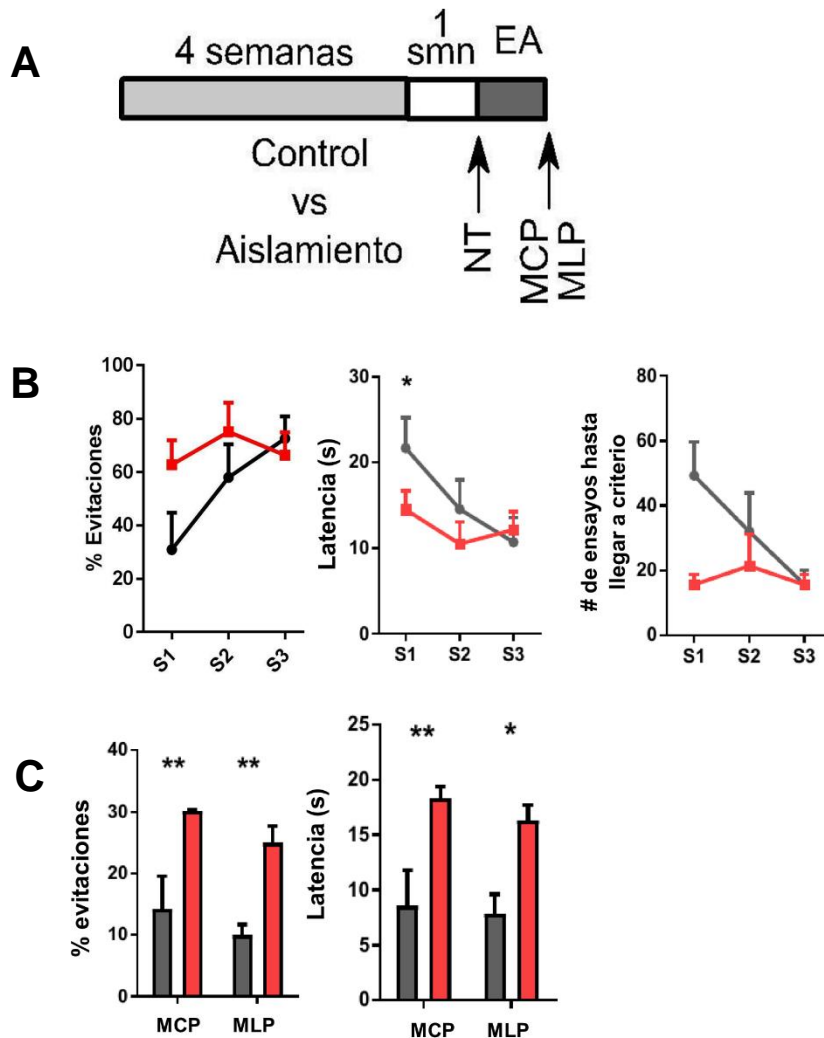 A
4 semanas
1
smn
EA
Control
vs
Aislamiento
NT
MCP
MLP
B
% Evitaciones
100
80
60
40
20
0
S1 S2 S3
*
Latencia (s)
30
20
10
0
S1 S2 S3
# de ensayos hasta
llegar a criterio
80
60
40
20
0
S1 S2 S3
C
% evitaciones
40
30
20
10
0
** **
MCP MLP
Latencia (s)
25
20
15
10
5
0
** *
MCP MLP